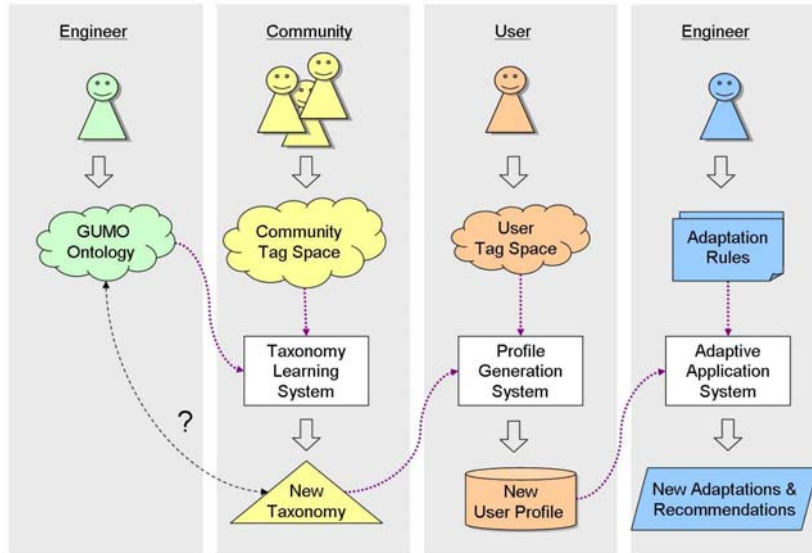 Engineer
Community
User
Engineer
GUMO
Ontology
Community
Tag Space
User
Tag Space
Adaptation
Rules
Taxonomy
Learning
System
Profile
Generation
System
Adaptive
Application
System
?
New
Taxonomy
New
User Profile
New Adaptations &
Recommendations